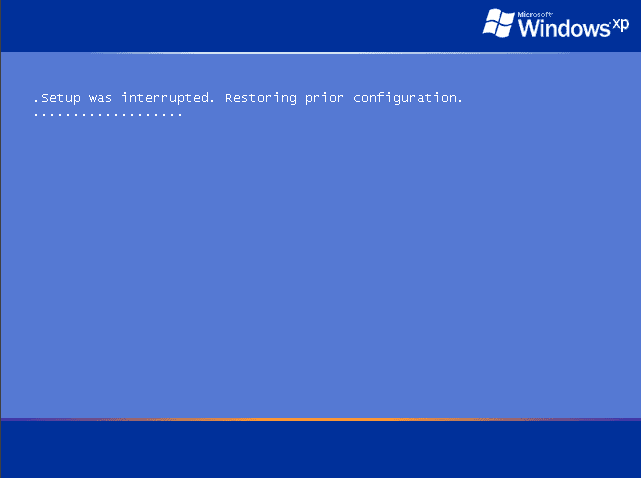 Microsoft
Windows xp
.Setup was interrupted. Restoring prior configuration.
...................